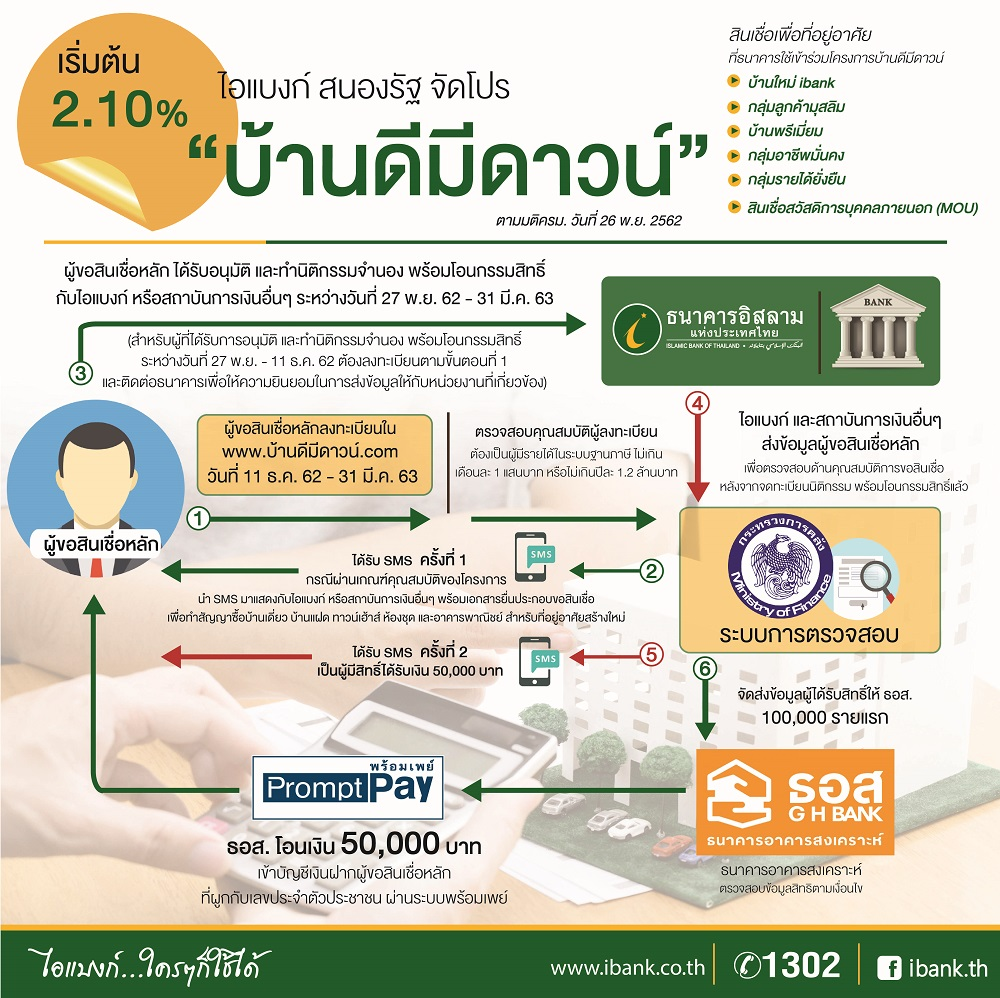 เริ่มต้น
2.10%
ไอแบงก์ สนองรัฐ จัดโปร
“บ้านดีมีดาวน์”
ตามมติครม. วันที่ 26 พ.ย. 2562
สินเชื่อเพื่อที่อยู่อาศัย
ที่ธนาคารใช้เข้าร่วมโครงการบ้านดีมีดาวน์
บ้านใหม่ ibank
กลุ่มลูกค้ามุสลิม
บ้านพรีเมี่ยม
กลุ่มอาชีพมั่นคง
กลุ่มรายได้ยั่งยืน
สินเชื่อสวัสดิการบุคคลภายนอก (MOU)
ผู้ขอสินเชื่อหลัก ได้รับอนุมัติ และทำนิติกรรมจำนอง พร้อมโอนกรรมสิทธิ์
กับไอแบงก์ หรือสถาบันการเงินอื่นๆ ระหว่างวันที่ 27 พ.ย. 62 - 31 มี.ค. 63
(สำหรับผู้ที่ได้รับการอนุมัติ และทำนิติกรรมจำนอง พร้อมโอนกรรมสิทธิ์
ระหว่างวันที่ 27 พ.ย. - 11 ธ.ค. 62 ต้องลงทะเบียนตามขั้นตอนที่ 1
และติดต่อธนาคารเพื่อให้ความยินยอมในการส่งข้อมูลให้กับหน่วยงานที่เกี่ยวข้อง)
3
ธนาคารอิสลาม
แห่งประเทศไทย
ISLAMIC BANK OF THAILAND
BANK
4
ไอแบงก์ และสถาบันการเงินอื่นๆ
ส่งข้อมูลผู้ขอสินเชื่อหลัก
เพื่อตรวจสอบด้านคุณสมบัติการขอสินเชื่อ
หลังจากจดทะเบียนนิติกรรม พร้อมโอนกรรมสิทธิ์แล้ว
ผู้ขอสินเชื่อหลักลงทะเบียนใน
www.บ้านดีมีดาวน์.com
วันที่ 11 ธ.ค. 62 - 31 มี.ค. 63
ตรวจสอบคุณสมบัติผู้ลงทะเบียน
ต้องเป็นผู้มีรายได้ในระบบฐานภาษี ไม่เกิน
เดือนละ 1 แสนบาท หรือไม่เกินปีละ 1.2 ล้านบาท
1
ผู้ขอสินเชื่อหลัก
ได้รับ SMS ครั้งที่ 1
กรณีผ่านเกณฑ์คุณสมบัติของโครงการ
SMS
2
นำ SMS มาแสดงกับไอแบงก์ หรือสถาบันการเงินอื่นๆ พร้อมเอกสารยื่นประกอบขอสินเชื่อ
เพื่อทำสัญญาซื้อบ้านเดี่ยว บ้านแฝด ทาวน์เฮ้าส์ ห้องชุด และอาคารพาณิชย์ สำหรับที่อยู่อาศัยสร้างใหม่
กระทรวงการคลัง
Ministry of Finance
ระบบการตรวจสอบ
ได้รับ SMS ครั้งที่ 2
เป็นผู้มีสิทธิ์ได้รับเงิน 50,000 บาท
SMS
5
6
จัดส่งข้อมูลผู้ได้รับสิทธิ์ให้ ธอส.
100,000 รายแรก
พร้อมเพย์
PromptPay
ธอส
G H BANK
ธนาคารอาคารสงเคราะห์
ธอส. โอนเงิน 50,000 บาท
เข้าบัญชีเงินฝากผู้ขอสินเชื่อหลัก
ที่ผูกกับเลขประจำตัวประชาชน ผ่านระบบพร้อมเพย์
ธนาคารอาคารสงเคราะห์
ตรวจสอบข้อมูลสิทธิตามเงื่อนไข
ไอแบงก์...ใครๆก็ใช้ได้
www.ibank.co.th
1302
ibank.th